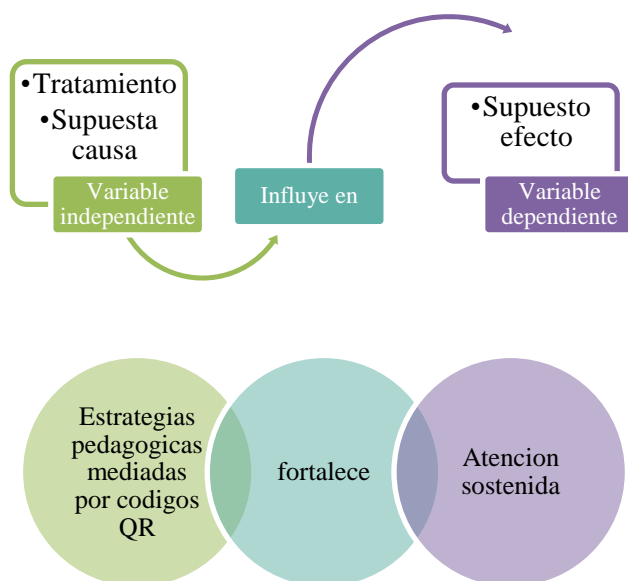 •Tratamiento
•Supuesta
causa
Variable
independiente
Influye en
•Supuesto
efecto
Variable
dependiente
Estrategias
pedagogicas
mediadas
por codigos
QR
fortalece
Atencion
sostenida